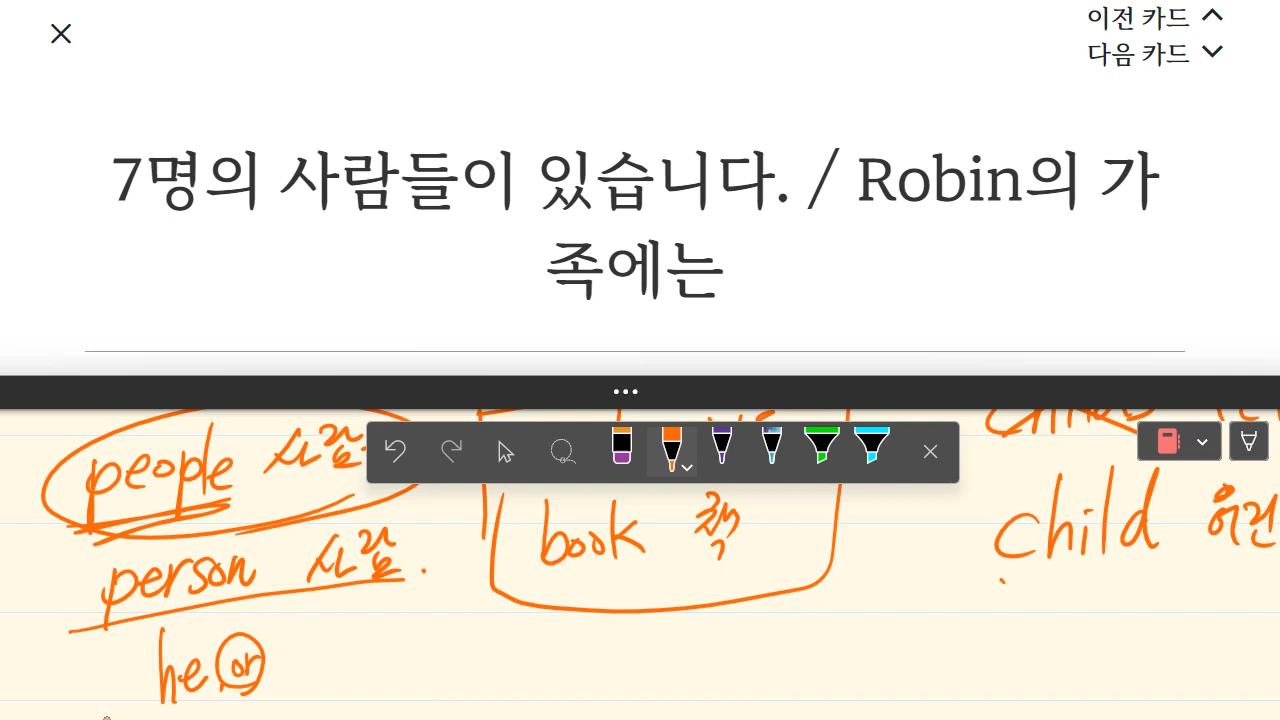 이전 카드
다음 카드
7명의 사람들이 있습니다. / Robin의 가
족에는
people 사람
person 사람.
he or
book 책
child